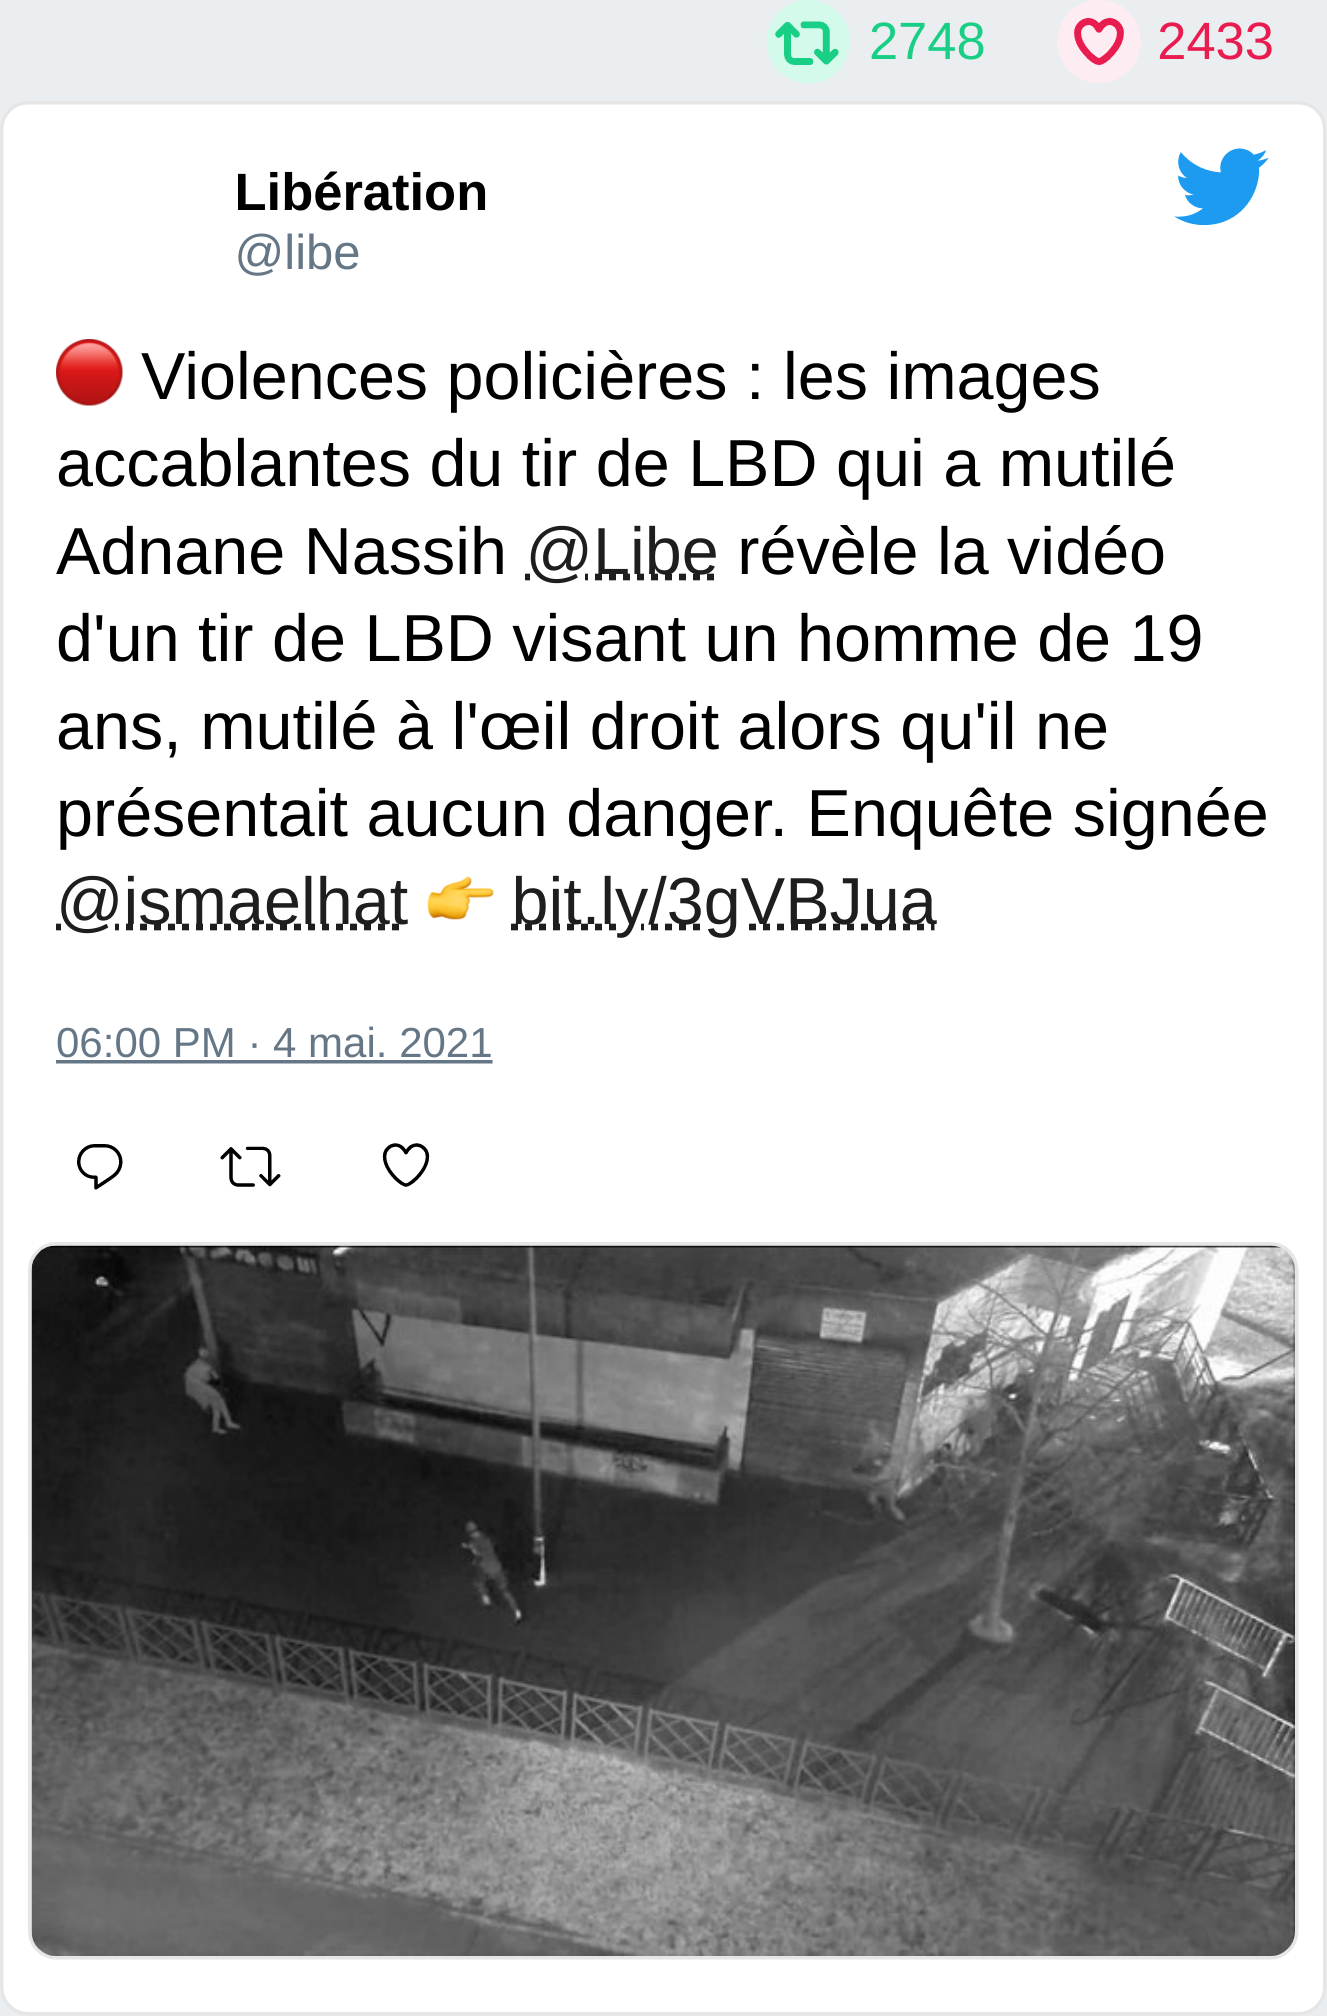 2748 2433
Libération
@libe
🔴 Violences policières : les images
accablantes du tir de LBD qui a mutilé
Adnane Nassih @Libe révèle la vidéo
d'un tir de LBD visant un homme de 19
ans, mutilé à l'œil droit alors qu'il ne
présentait aucun danger. Enquête signée
@ismaelhat 👉 bit.ly/3gVBJua
06:00 PM · 4 mai. 2021